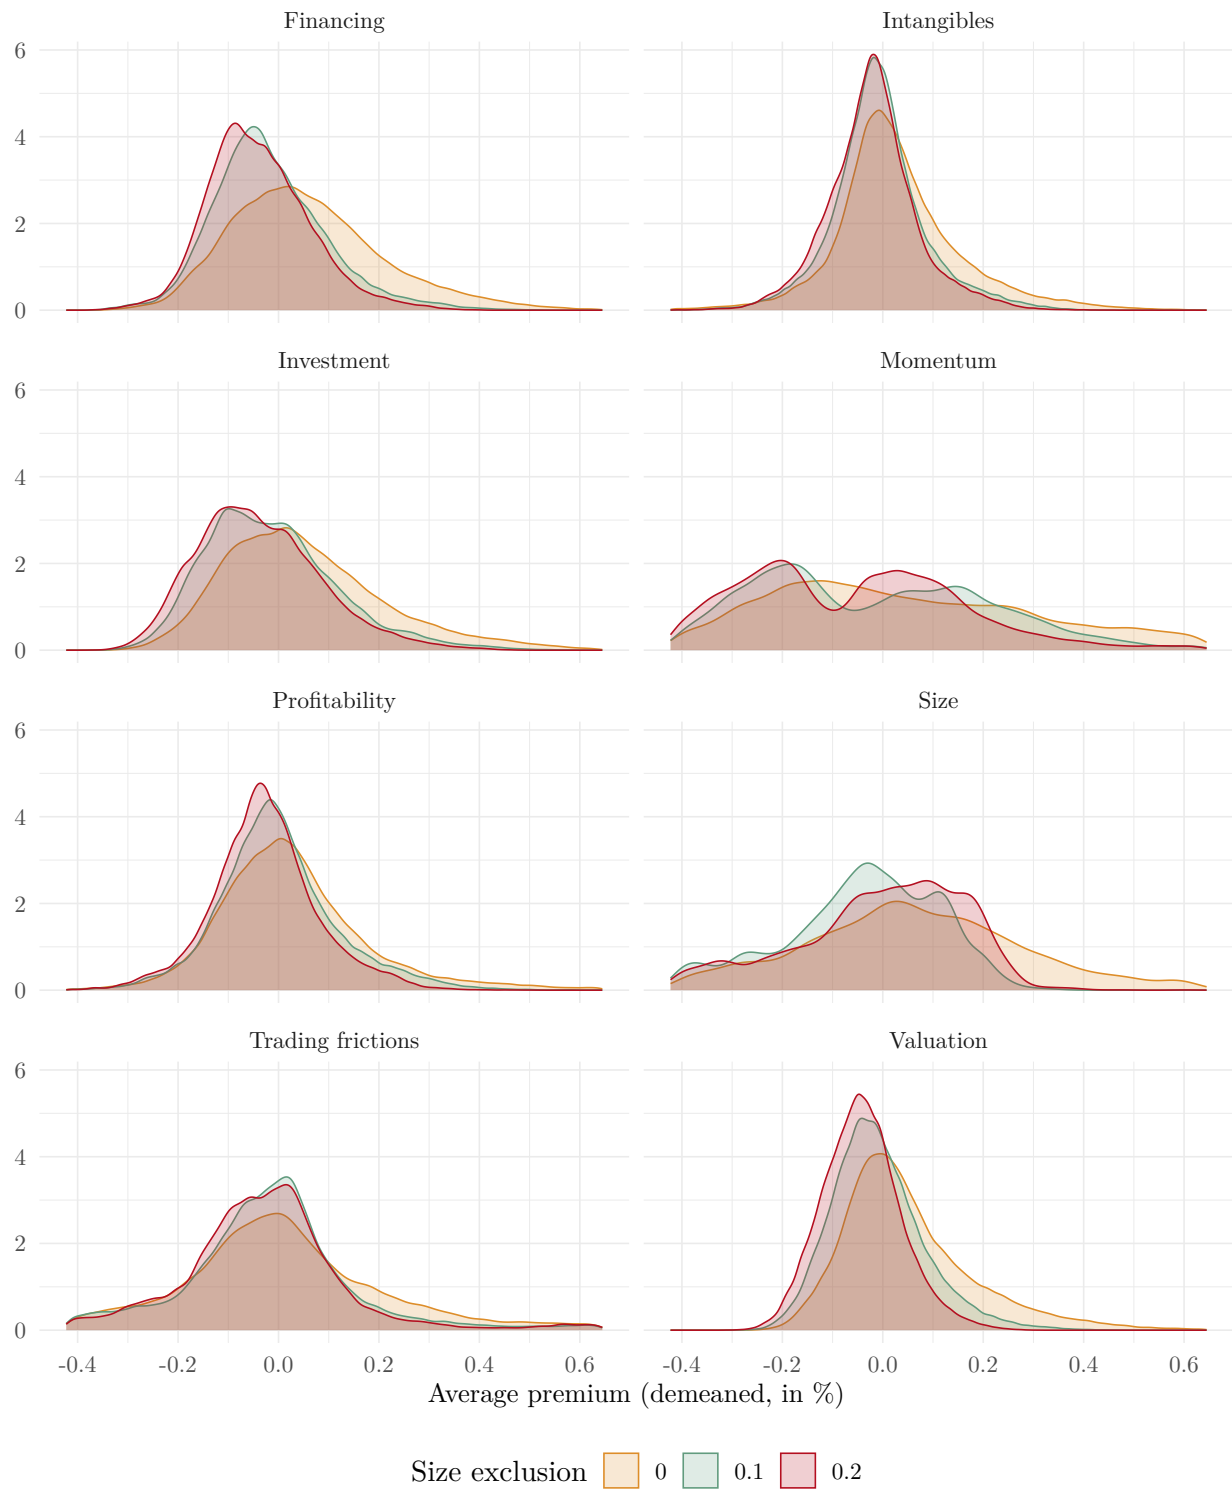 Financing
Intangibles
6
4
2
0
Investment
Momentum
6
4
2
0
Profitability
Size
6
4
2
0
Trading frictions
Valuation
6
4
2
0
-0.4 -0.2 0.0 0.2 0.4 0.6
-0.4 -0.2 0.0 0.2 0.4 0.6
Average premium (demeaned, in %)
Size exclusion 0 0.1 0.2